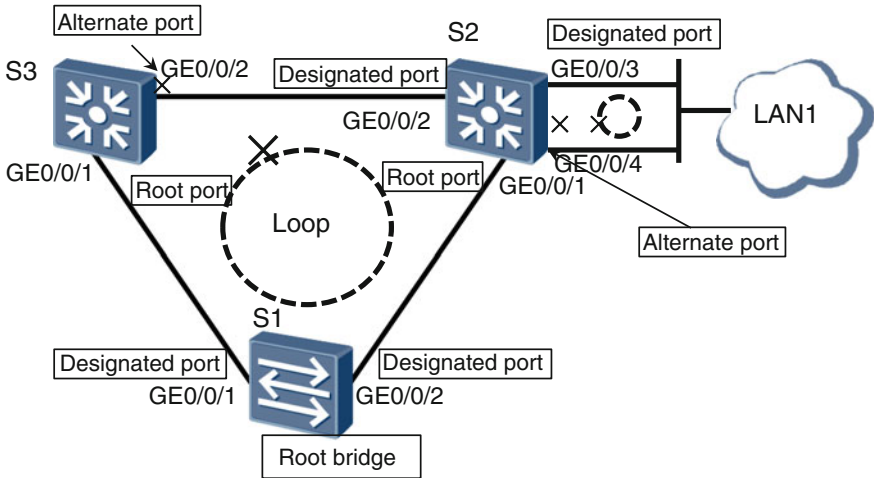 Alternate port
S2
Designated port
S3
GE0/0/2
Designated port
GE0/0/3
GE0/0/2
LAN1
GE0/0/1
Root port
Root port
GE0/0/4
GE0/0/1
Loop
Alternate port
S1
Designated port
Designated port
GE0/0/1
GE0/0/2
Root bridge